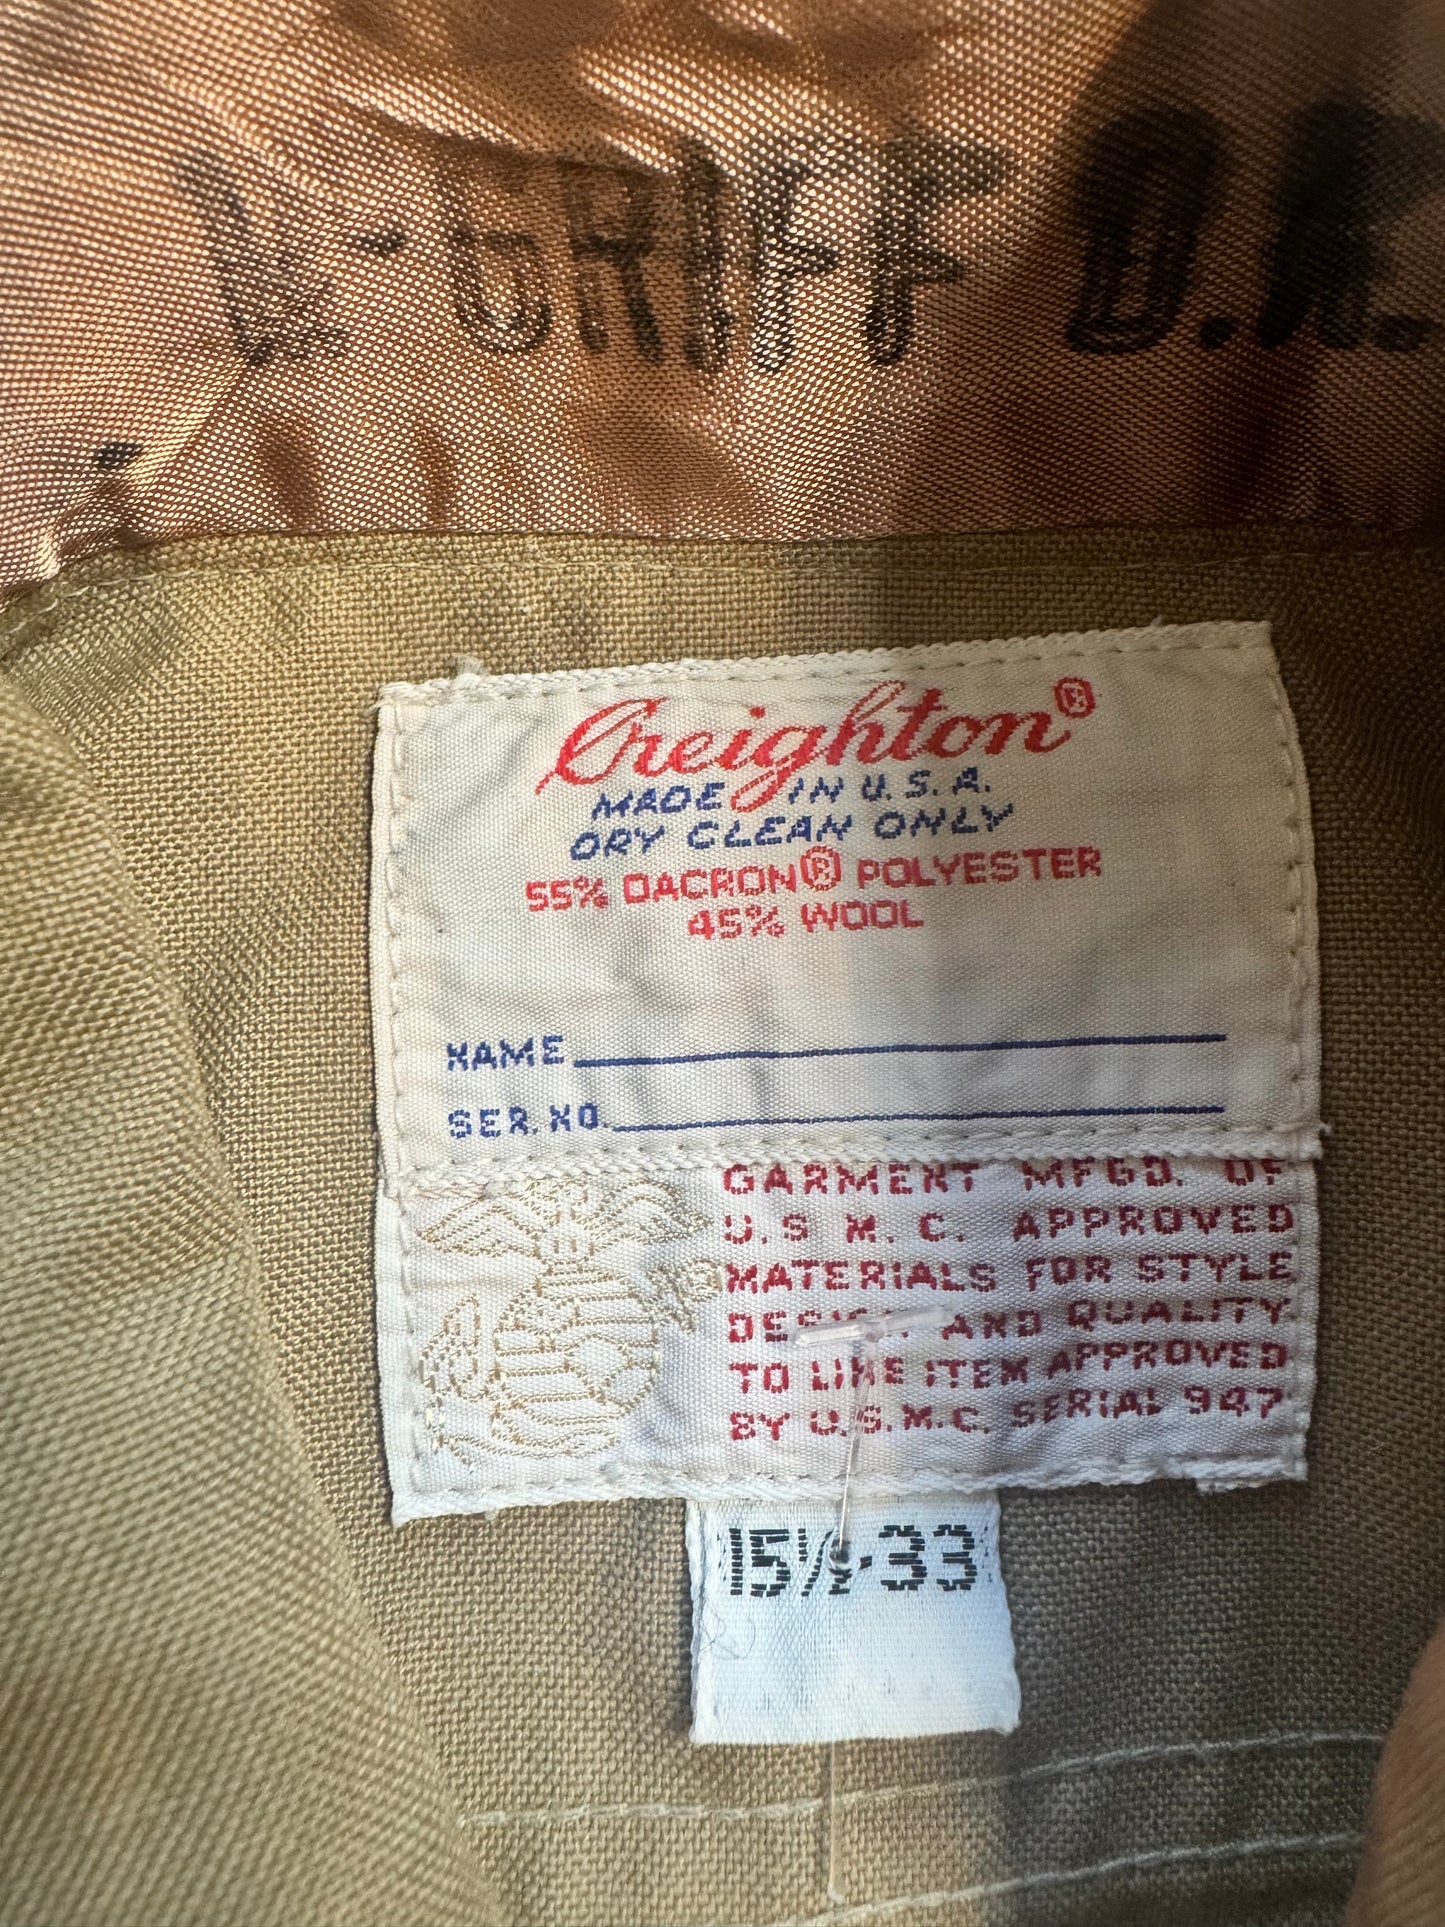 GRIFF D.R.
Creighton®
MADE IN U.S.A.
DRY CLEAN ONLY
55% DACRON® POLYESTER
45% WOOL
NAME
SER. NO.
GARMENT MFGD. OF
U.S.M.C. APPROVED
MATERIALS FOR STYLE
DESIGN AND QUALITY
TO LINE ITEM APPROVED
BY U.S.M.C. SERIAL 947
15½-33